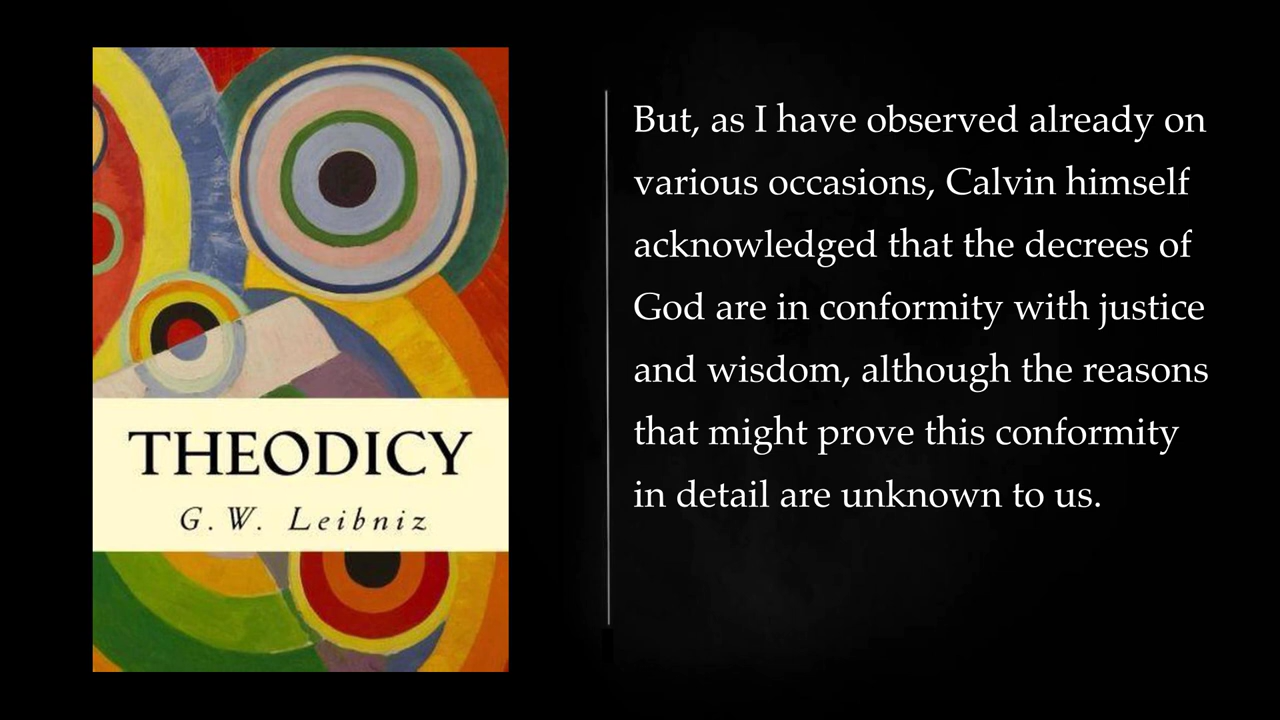 THEODICY
G.W. Leibniz
But, as I have observed already on
various occasions, Calvin himself
acknowledged that the decrees of
God are in conformity with justice
and wisdom, although the reasons
that might prove this conformity
in detail are unknown to us.